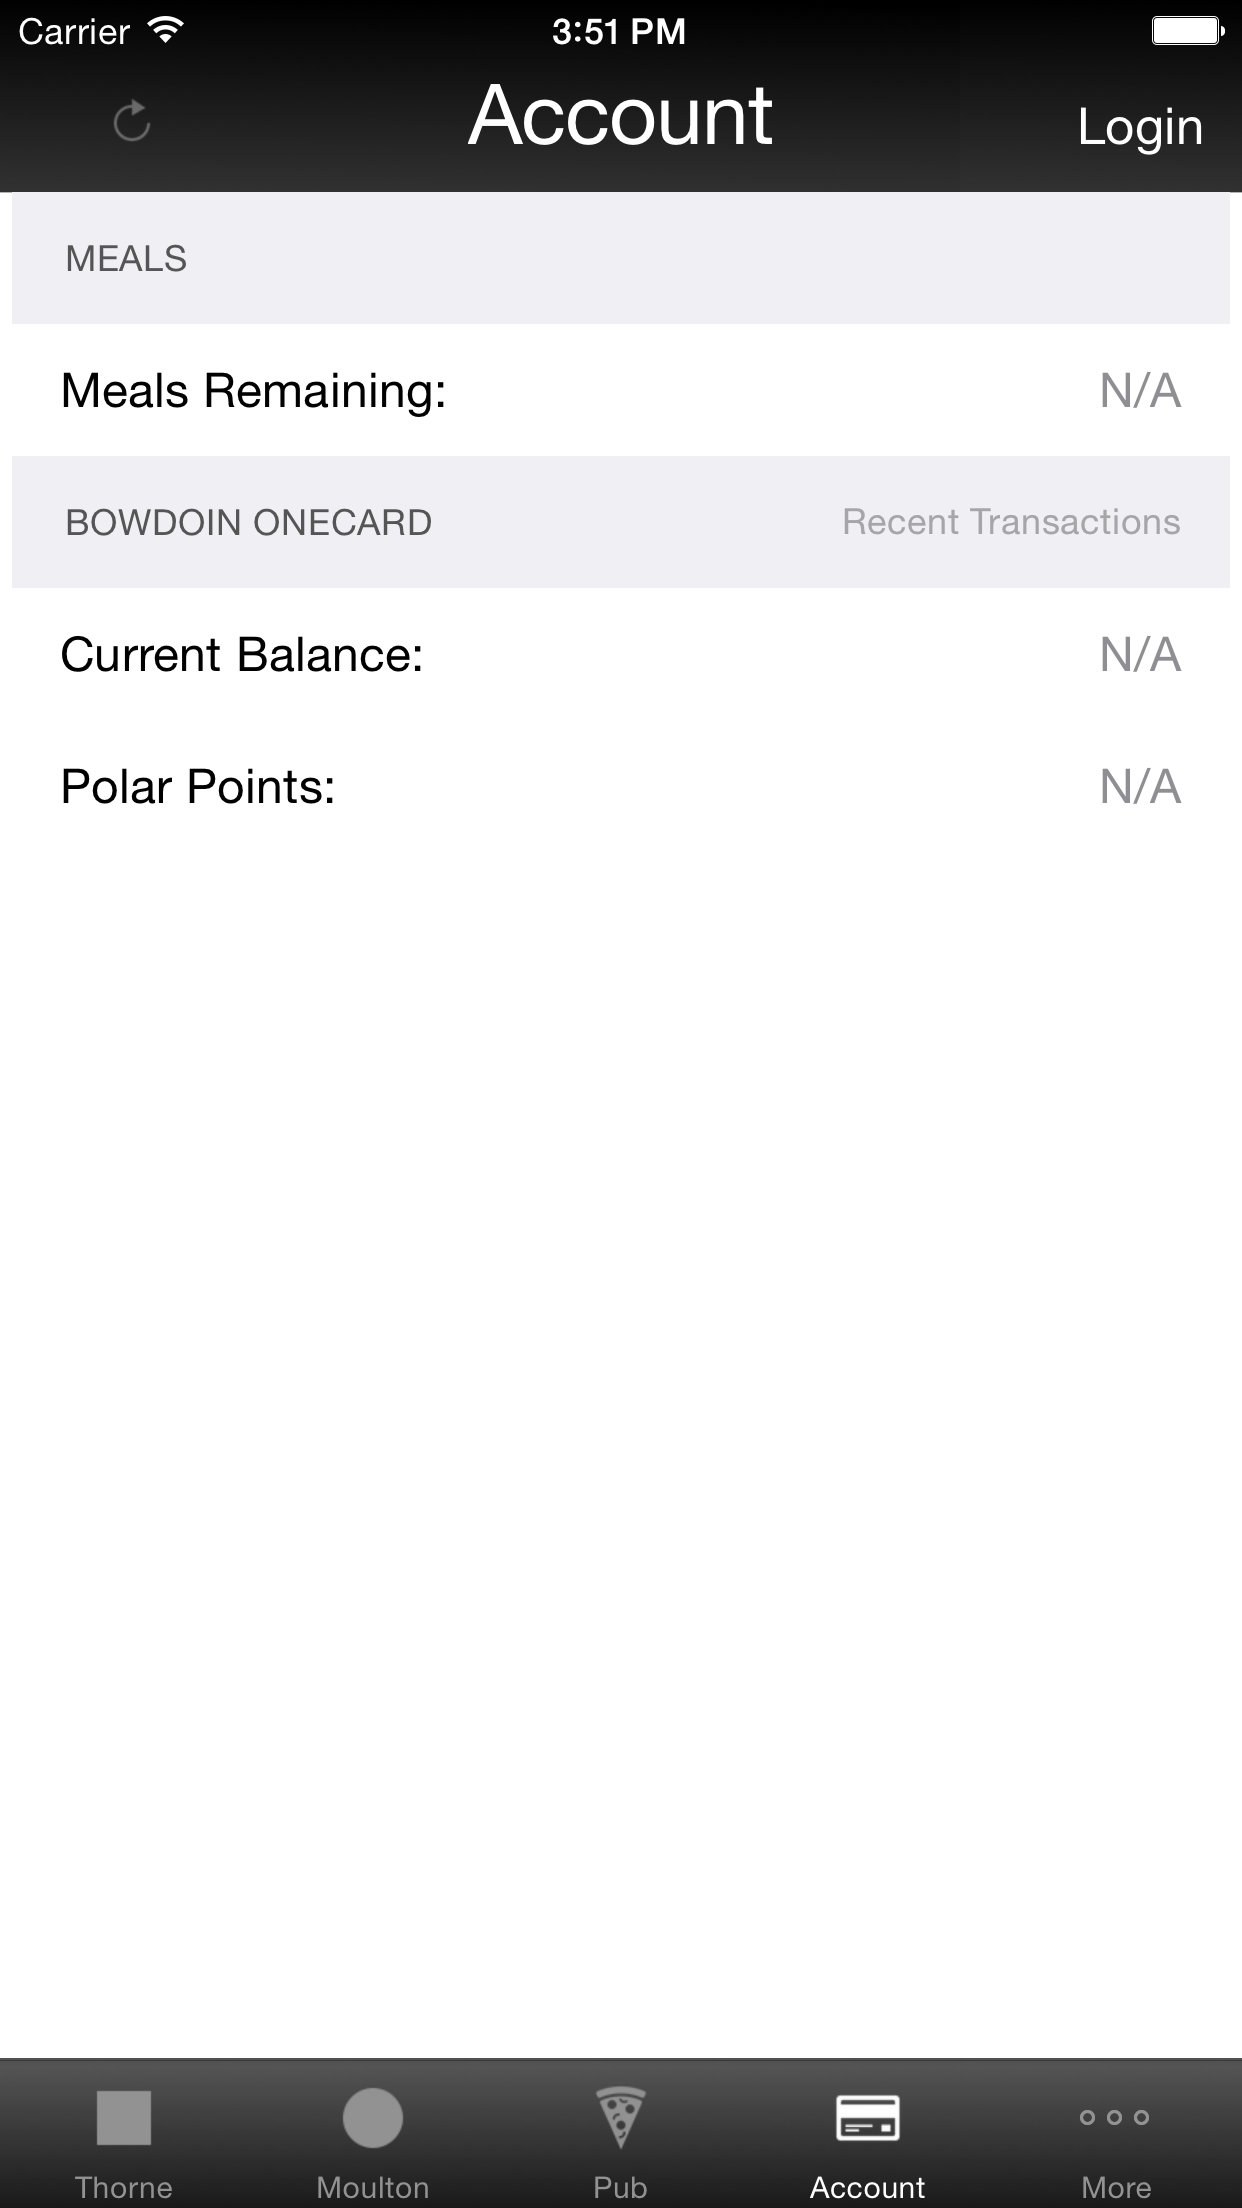 Carrier 3:51 PM
Account Login
MEALS
Meals Remaining: N/A
BOWDOIN ONECARD Recent Transactions
Current Balance: N/A
Polar Points: N/A
Thorne Moulton Pub Account More